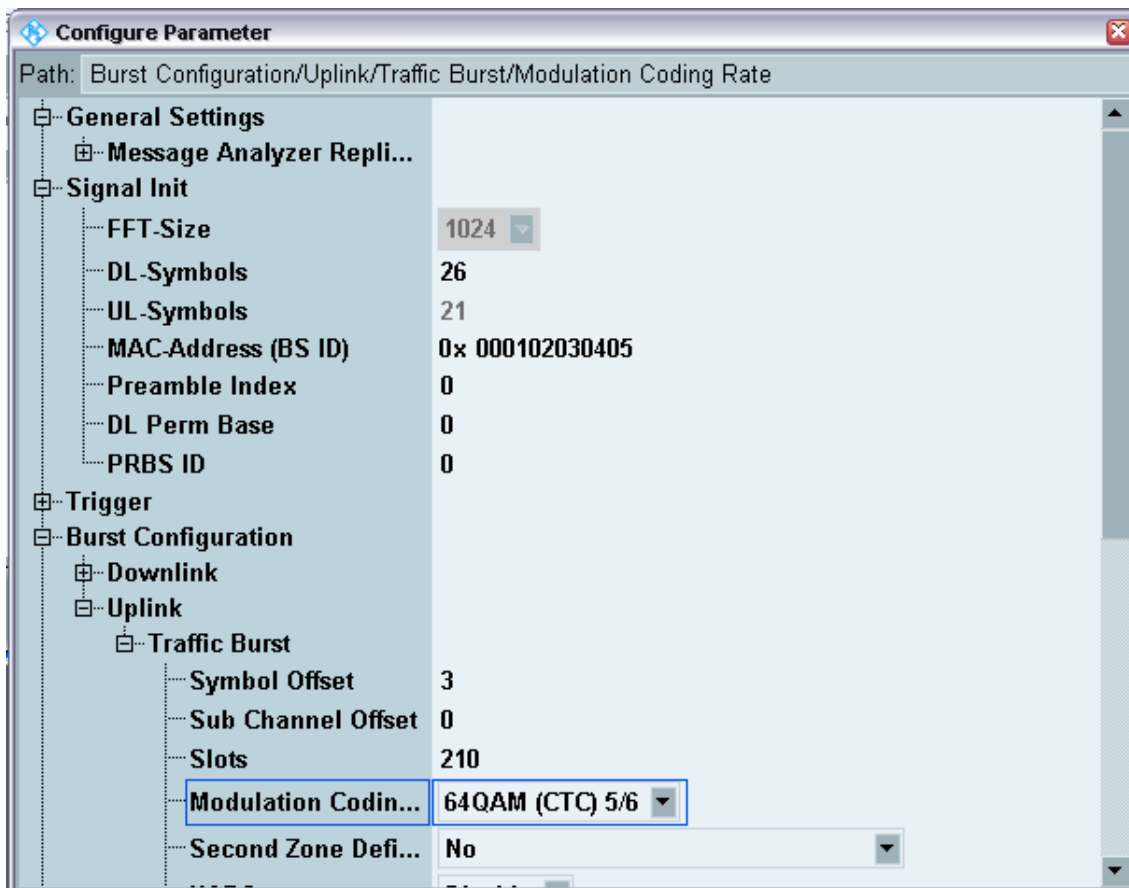 Configure Parameter
Path: Burst Configuration/Uplink/Traffic Burst/Modulation Coding Rate
General Settings
Message Analyzer Repli...
Signal Init
FFT-Size 1024
DL-Symbols 26
UL-Symbols 21
MAC-Address (BS ID) 0x 000102030405
Preamble Index 0
DL Perm Base 0
PRBS ID 0
Trigger
Burst Configuration
Downlink
Uplink
Traffic Burst
Symbol Offset 3
Sub Channel Offset 0
Slots 210
Modulation Codin... 64QAM (CTC) 5/6
Second Zone Defi... No